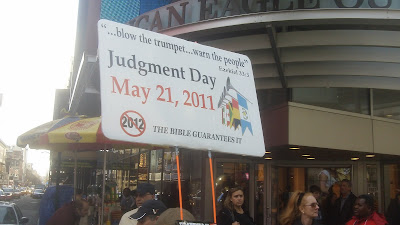 CAN EAGLE OU
"...blow the trumpet...warn the people"
Ezekiel 33:3
Judgment Day
May 21, 2011
2012
THE BIBLE GUARANTEES IT